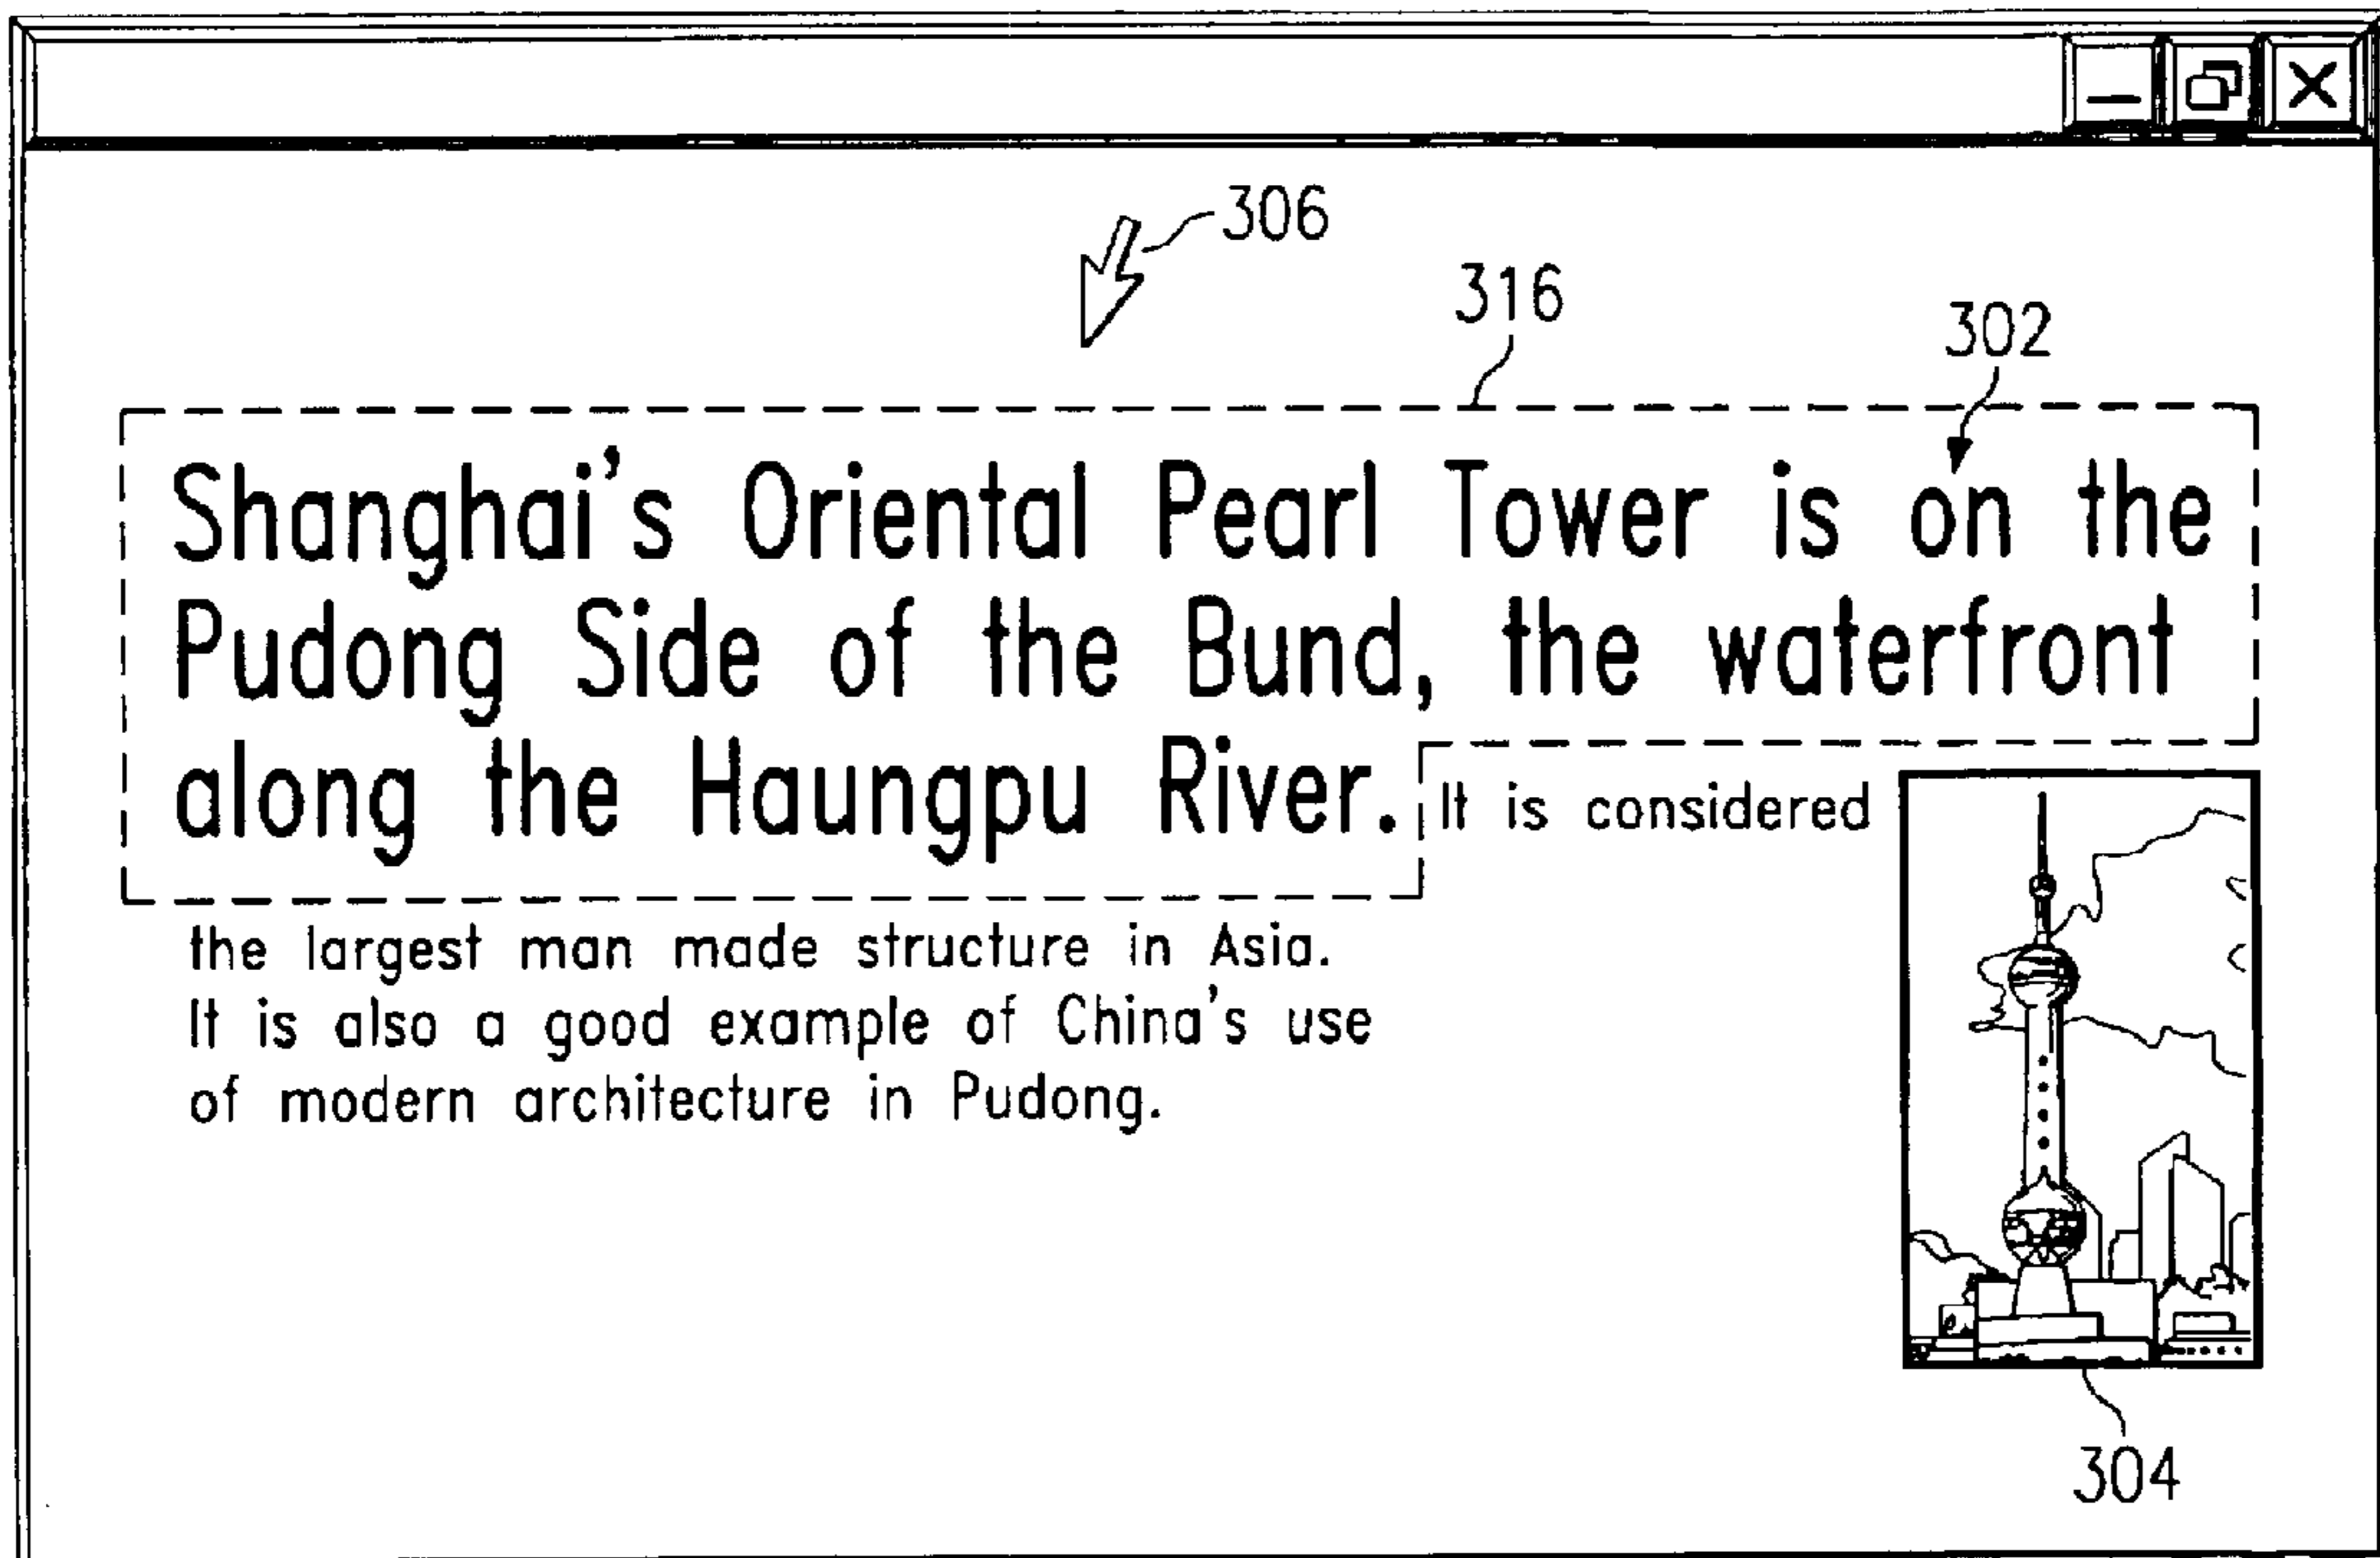 306
316
302
Shanghai's Oriental Pearl Tower is on the
Pudong Side of the Bund, the waterfront
along the Haungpu River. It is considered
the largest man made structure in Asia.
It is also a good example of China's use
of modern architecture in Pudong.
304